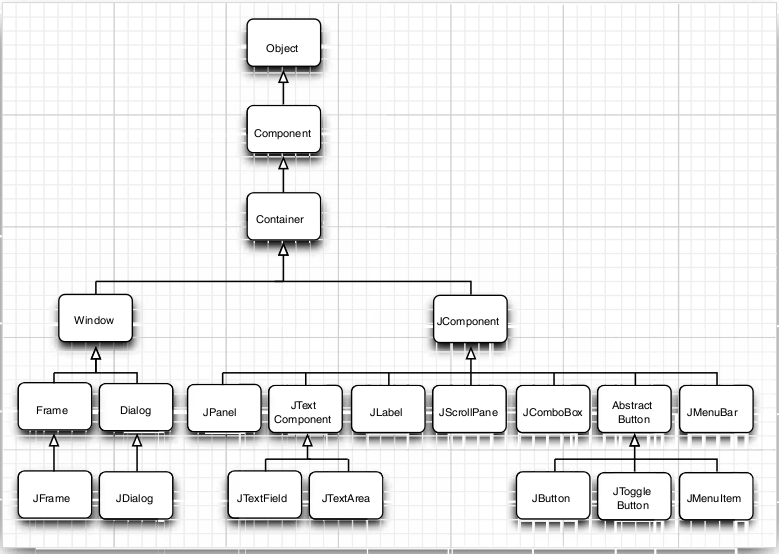 Object
Component
Container
Window
JComponent
Frame
Dialog
JPanel
JText
Component
JLabel
JScrollPane
JComboBox
Abstract
Button
JMenuBar
JFrame
JDialog
JTextField
JTextArea
JButton
JToggle
Button
JMenuItem